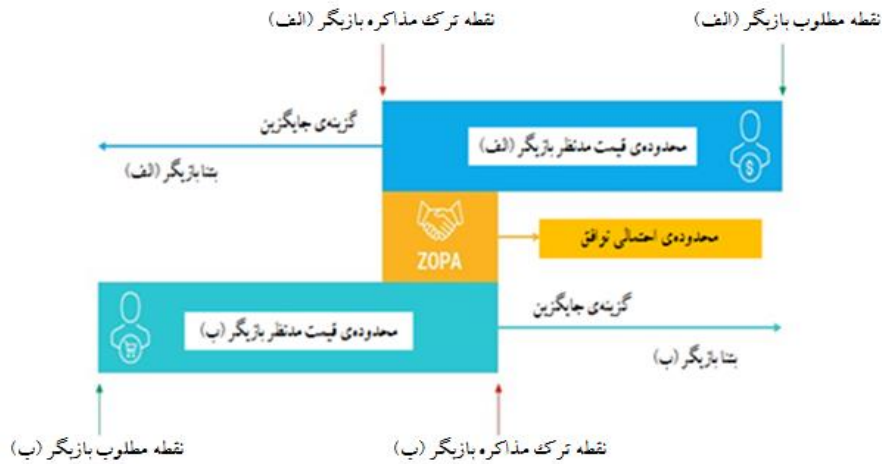 نقطه مطلوب بازیگر (الف)
نقطه ترک مذاکره بازیگر (الف)
محدوده‌ی قیمت مدنظر بازیگر (الف)
گزینه‌ی جایگزین
بتنا بازیگر (الف)
ZOPA
محدوده‌ی احتمالی توافق
گزینه‌ی جایگزین
بتنا بازیگر (ب)
محدوده‌ی قیمت مدنظر بازیگر (ب)
نقطه ترک مذاکره بازیگر (ب)
نقطه مطلوب بازیگر (ب)